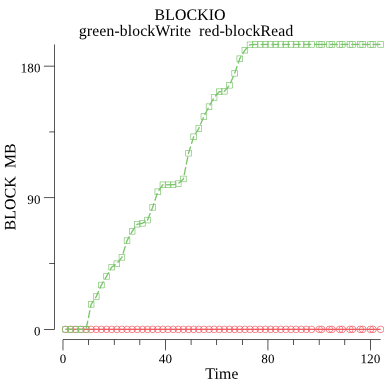 BLOCKIO
green-blockWrite red-blockRead
180
90
0
BLOCK MB
0 40 80 120
Time